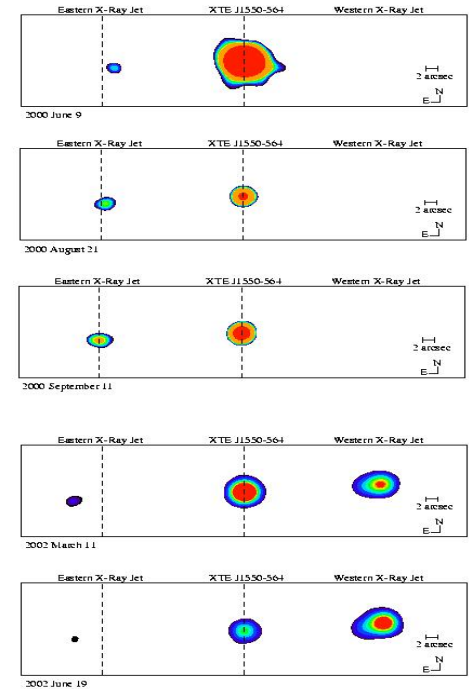 Eastern X-Ray Jet XTE J1550-564 Western X-Ray Jet
2 arcsec
N
E
2000 June 9
Eastern X-Ray Jet XTE J1550-564 Western X-Ray Jet
2 arcsec
N
E
2000 August 21
Eastern X-Ray Jet XTE J1550-564 Western X-Ray Jet
2 arcsec
N
E
2000 September 11
Eastern X-Ray Jet XTE J1550-564 Western X-Ray Jet
2 arcsec
N
E
2002 March 11
Eastern X-Ray Jet XTE J1550-564 Western X-Ray Jet
2 arcsec
N
E
2002 June 19